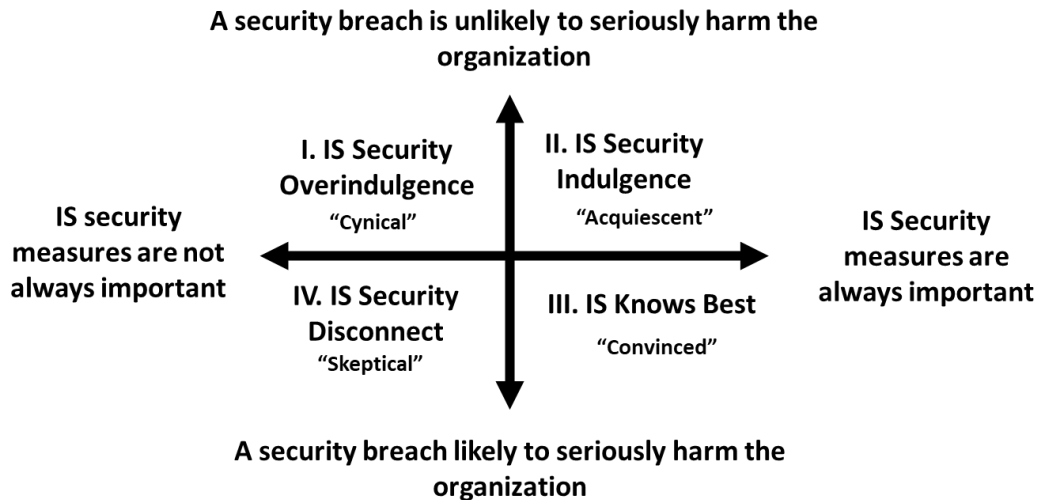 A security breach is unlikely to seriously harm the
organization
I. IS Security
Overindulgence
“Cynical”
II. IS Security
Indulgence
“Acquiescent”
IS security
measures are not
always important
IS Security
measures are
always important
IV. IS Security
Disconnect
“Skeptical”
III. IS Knows Best
“Convinced”
A security breach likely to seriously harm the
organization